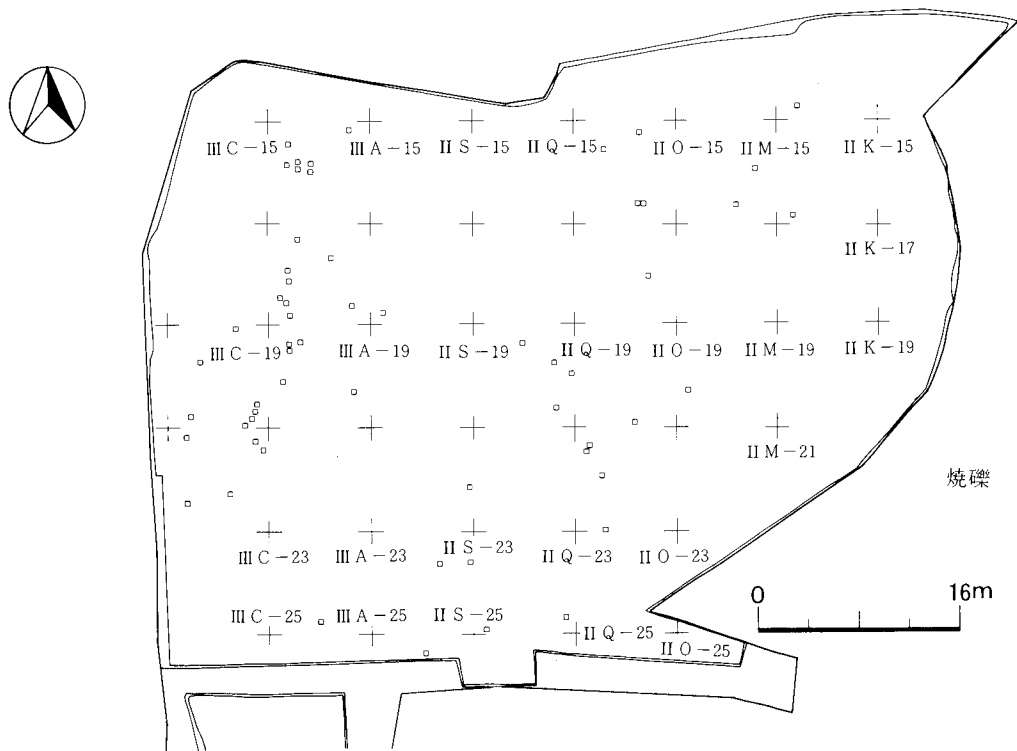 ⅢC-15 ⅢA-15 ⅡS-15 ⅡQ-15 ⅡO-15 ⅡM-15 ⅡK-15
ⅡK-17
ⅢC-19 ⅢA-19 ⅡS-19 ⅡQ-19 ⅡO-19 ⅡM-19 ⅡK-19
ⅡM-21
焼礫
ⅢC-23 ⅢA-23 ⅡS-23 ⅡQ-23 ⅡO-23
0 16m
ⅢC-25 ⅢA-25 ⅡS-25 ⅡQ-25 ⅡO-25